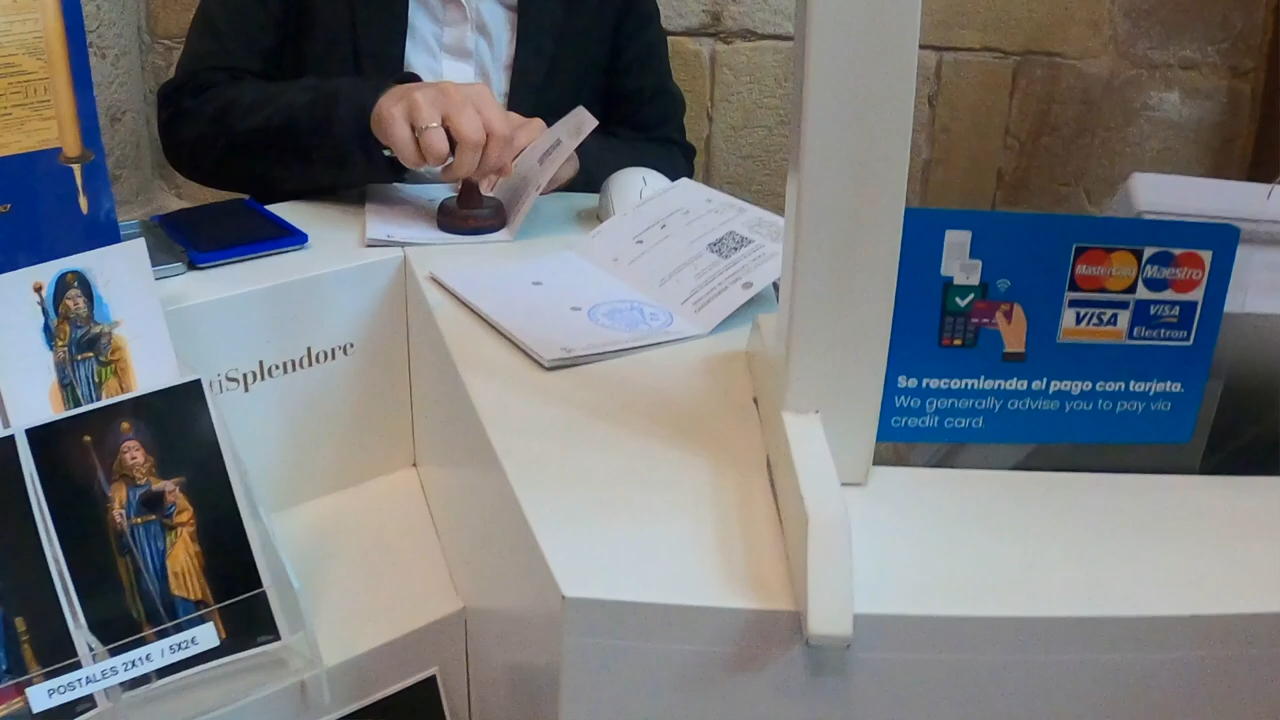 tiSplendore
POSTALES 2X1€ / 5X2€
MasterCard
Maestro
VISA
VISA
Electron
Se recomienda el pago con tarjeta.
We generally advise you to pay via
credit card.